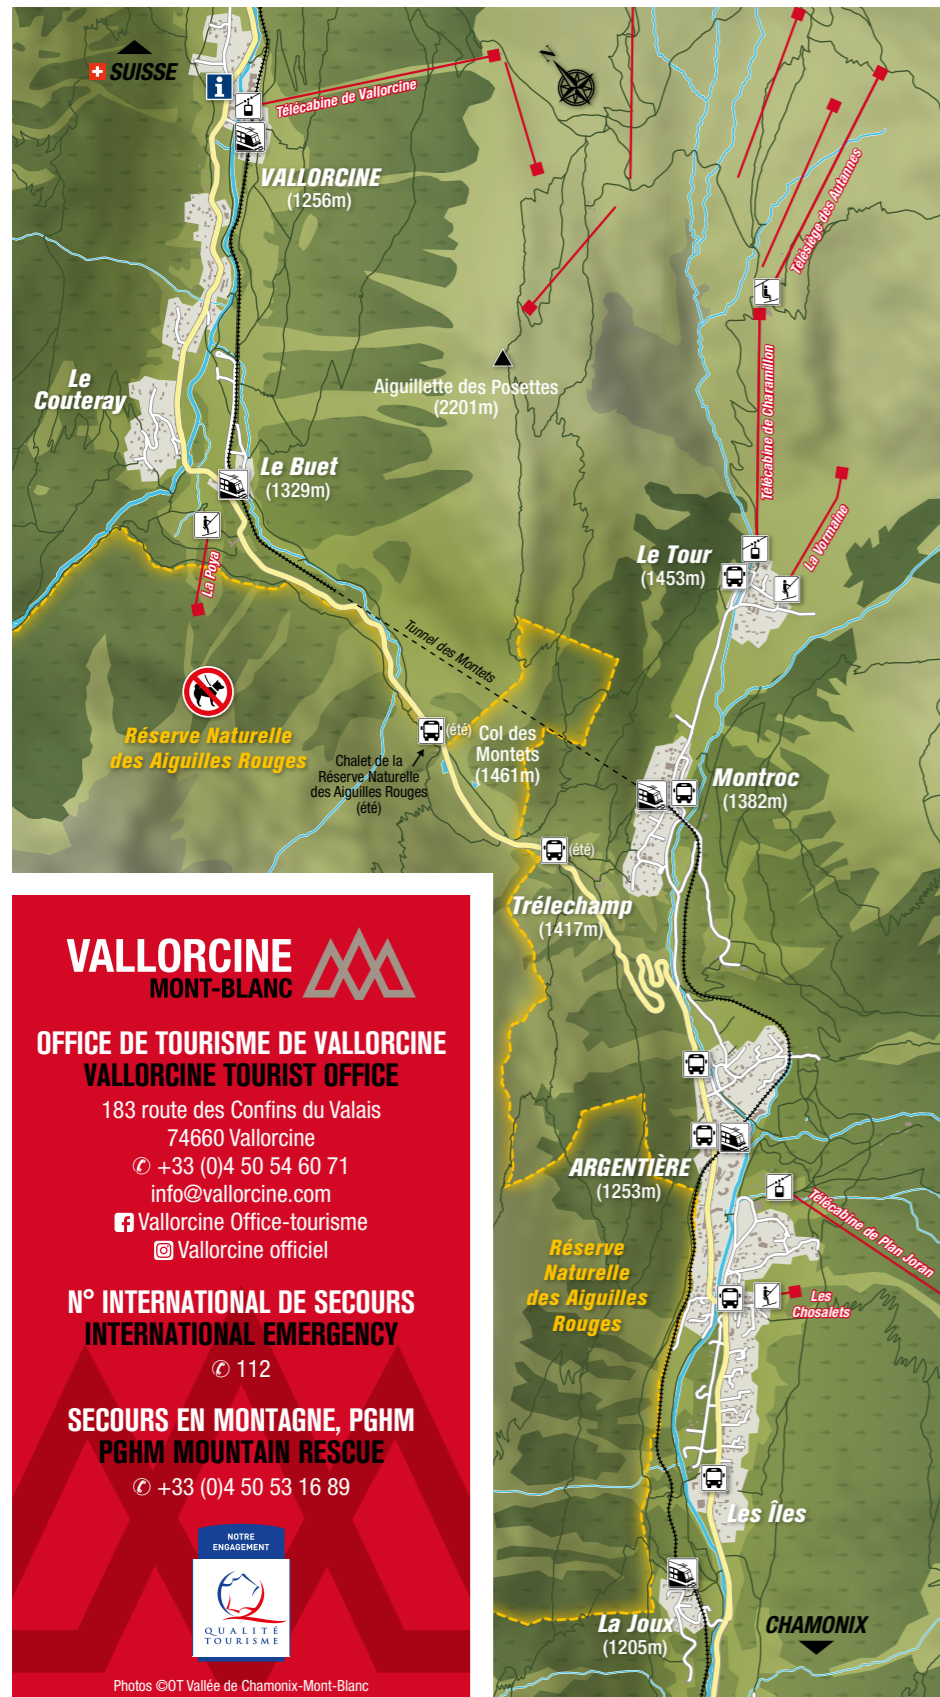 SUISSE
N
Télécabine de Vallorcine
VALLORCINE
(1256m)
Télésiège des Autannes
Le
Couteray
Aiguillette des Posettes
(2201m)
Télécabine de Charamillon
Le Buet
(1329m)
La Poya
La Vormaine
Le Tour
(1453m)
Tunnel des Montets
Réserve Naturelle
des Aiguilles Rouges
(été)
Col des
Montets
(1461m)
Chalet de la
Réserve Naturelle
des Aiguilles Rouges
(été)
Montroc
(1382m)
(été)
Trélechamp
(1417m)
ARGENTIÈRE
(1253m)
Télécabine de Plan Joran
Réserve
Naturelle
des Aiguilles
Rouges
Les
Chosalets
Les Îles
La Joux
(1205m)
CHAMONIX
VALLORCINE
MONT-BLANC
OFFICE DE TOURISME DE VALLORCINE
VALLORCINE TOURIST OFFICE
183 route des Confins du Valais
74660 Vallorcine
✆ +33 (0)4 50 54 60 71
info@vallorcine.com
Vallorcine Office-tourisme
Vallorcine officiel
N° INTERNATIONAL DE SECOURS
INTERNATIONAL EMERGENCY
✆ 112
SECOURS EN MONTAGNE, PGHM
PGHM MOUNTAIN RESCUE
✆ +33 (0)4 50 53 16 89
NOTRE
ENGAGEMENT
QUALITÉ
TOURISME
Photos ©OT Vallée de Chamonix-Mont-Blanc